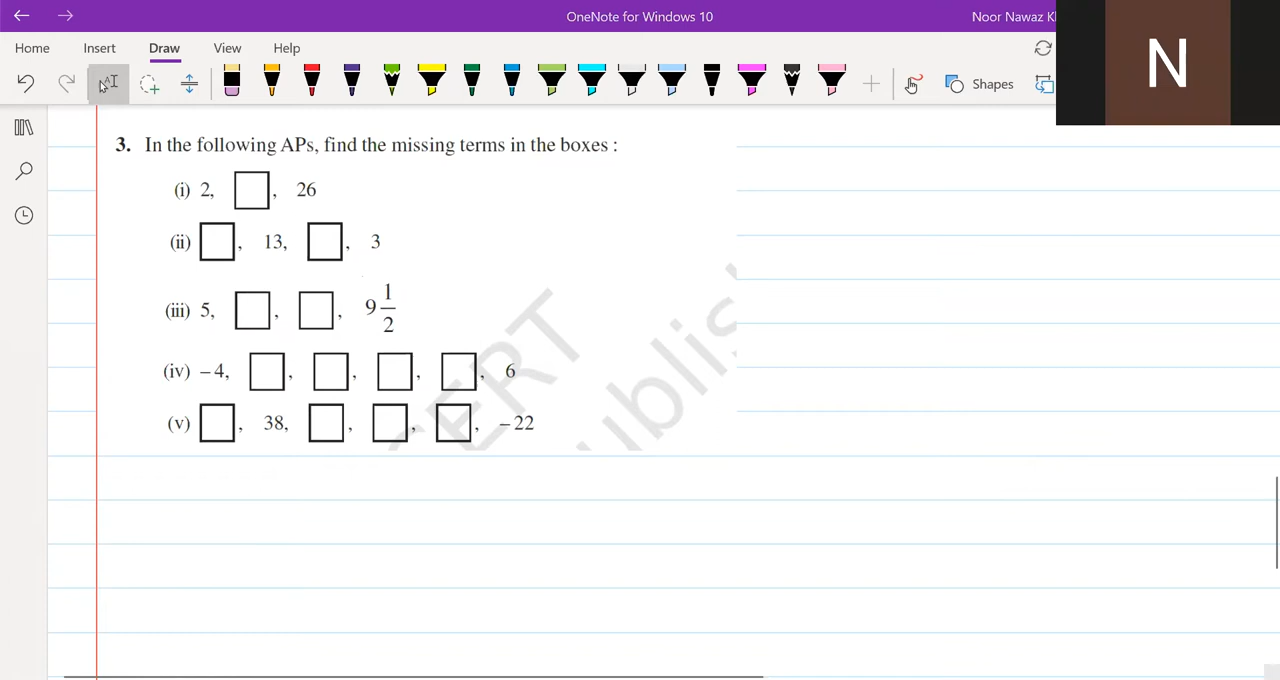 OneNote for Windows 10
Noor Nawaz Kl
N
Home Insert Draw View Help
Shapes
3. In the following APs, find the missing terms in the boxes :
(i) 2, □, 26
(ii) □, 13, □, 3
(iii) 5, □, □, 9 1/2
(iv) – 4, □, □, □, □, 6
(v) □, 38, □, □, □, – 22